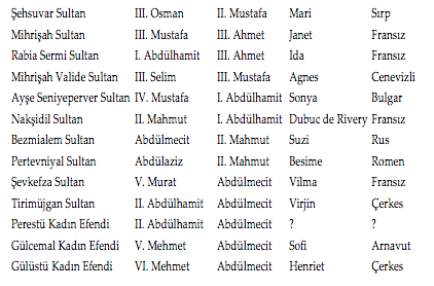 Şehsuvar Sultan III. Osman II. Mustafa Mari Sırp
Mihrişah Sultan III. Mustafa III. Ahmet Janet Fransız
Rabia Sermi Sultan I. Abdülhamit III. Ahmet Ida Fransız
Mihrişah Valide Sultan III. Selim III. Mustafa Agnes Cenevizli
Ayşe Seniyeperver Sultan IV. Mustafa I. Abdülhamit Sonya Bulgar
Nakşidil Sultan II. Mahmut I. Abdülhamit Dubuc de Rivery Fransız
Bezmialem Sultan Abdülmecit II. Mahmut Suzi Rus
Pertevniyal Sultan Abdülaziz II. Mahmut Besime Romen
Şevkefza Sultan V. Murat Abdülmecit Vilma Fransız
Tirimüjgan Sultan II. Abdülhamit Abdülmecit Virjin Çerkes
Perestü Kadın Efendi II. Abdülhamit Abdülmecit ? ?
Gülcemal Kadın Efendi V. Mehmet Abdülmecit Sofi Arnavut
Gülüstü Kadın Efendi VI. Mehmet Abdülmecit Henriet Çerkes